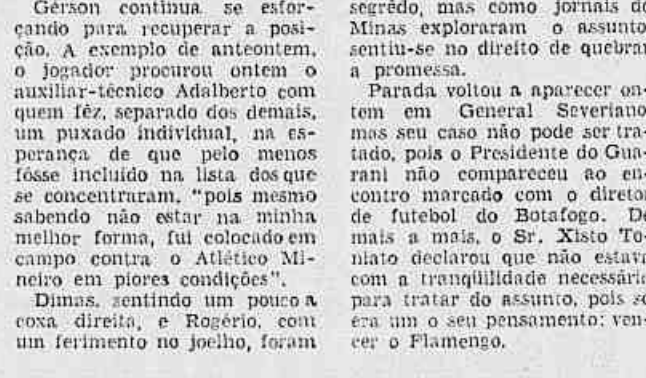 Gérson continua se esfor-
çando para recuperar a posi-
ção. A exemplo de anteontem,
o jogador procurou ontem o
auxiliar-técnico Adalberto com
quem fêz, separado dos demais,
um puxado individual, na es-
perança de que pelo menos
fôsse incluído na lista dos que
se concentraram, "pois mesmo
sabendo não estar na minha
melhor forma, fui colocado em
campo contra o Atlético Mi-
neiro em piores condições".
Dimas, sentindo um pouco a
coxa direita, e Rogério, com
um ferimento no joelho, foram
segrêdo, mas como jornais de
Minas exploraram o assunto
sentiu-se no direito de quebrar
a promessa.
Parada voltou a aparecer on-
tem em General Severiano
mas seu caso não pode ser tra-
tado, pois o Presidente do Gua-
rani não compareceu ao en-
contro marcado com o diretor
de futebol do Botafogo. De
mais a mais, o Sr. Xisto To-
niato declarou que não estava
com a tranqüilidade necessária
para tratar do assunto, pois só
era um o seu pensamento: ven-
cer o Flamengo.